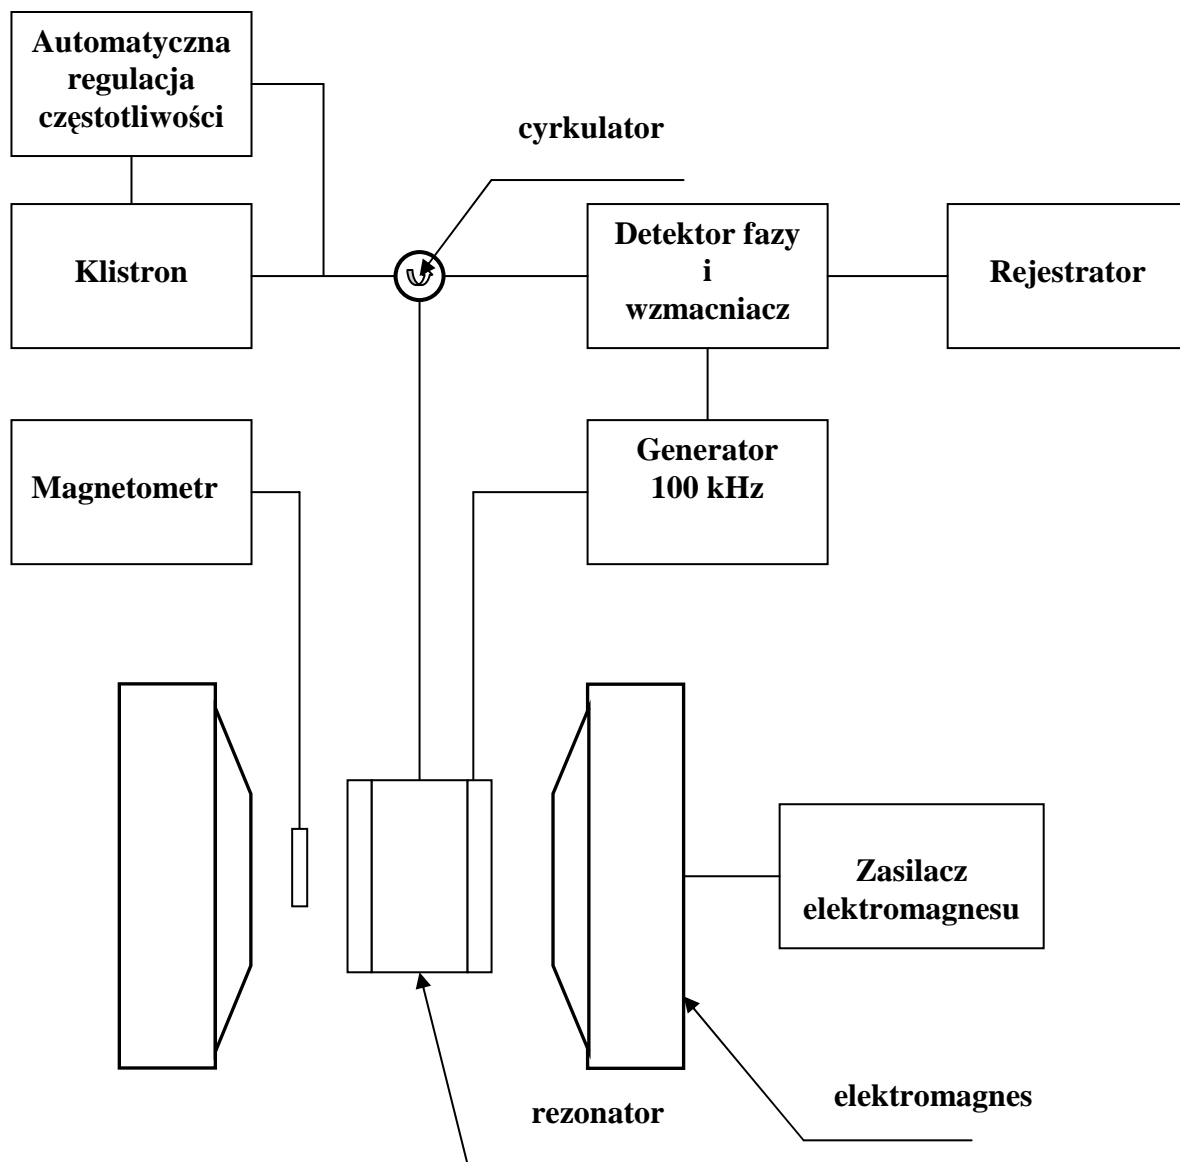 Automatyczna
regulacja
częstotliwości
cyrkulator
Klistron
Detektor fazy
i
wzmacniacz
Rejestrator
Magnetometr
Generator
100 kHz
Zasilacz
elektromagnesu
rezonator
elektromagnes